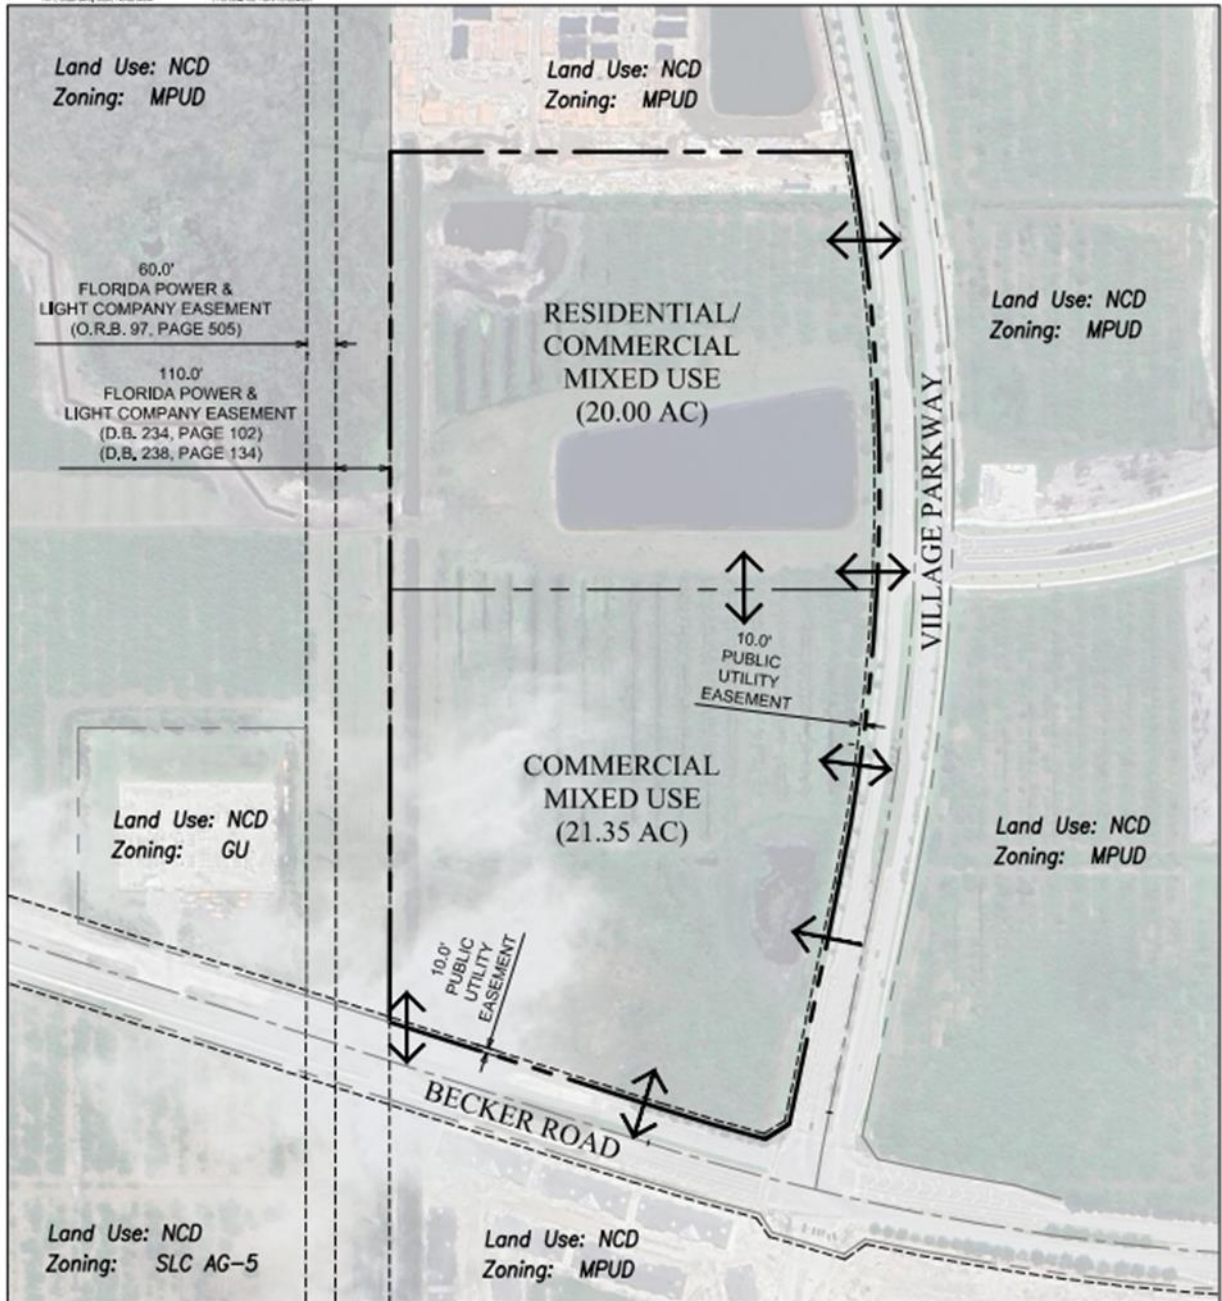 Land Use: NCD
Zoning: MPUD
Land Use: NCD
Zoning: MPUD
60.0'
FLORIDA POWER &
LIGHT COMPANY EASEMENT
(O.R.B. 97, PAGE 505)
110.0'
FLORIDA POWER &
LIGHT COMPANY EASEMENT
(D.B. 234, PAGE 102)
(D.B. 238, PAGE 134)
RESIDENTIAL/
COMMERCIAL
MIXED USE
(20.00 AC)
Land Use: NCD
Zoning: MPUD
VILLAGE PARKWAY
10.0'
PUBLIC
UTILITY
EASEMENT
COMMERCIAL
MIXED USE
(21.35 AC)
Land Use: NCD
Zoning: GU
Land Use: NCD
Zoning: MPUD
10.0'
PUBLIC
UTILITY
EASEMENT
BECKER ROAD
Land Use: NCD
Zoning: SLC AG-5
Land Use: NCD
Zoning: MPUD